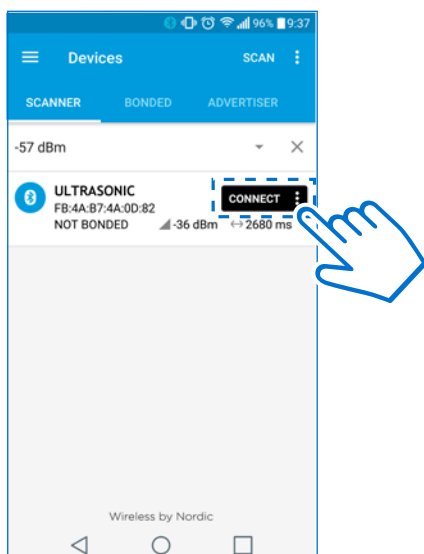 96% 9:37
Devices SCAN
SCANNER BONDED ADVERTISER
-57 dBm
ULTRASONIC
CONNECT
FB:4A:B7:4A:0D:82
NOT BONDED -36 dBm 2680 ms
Wireless by Nordic